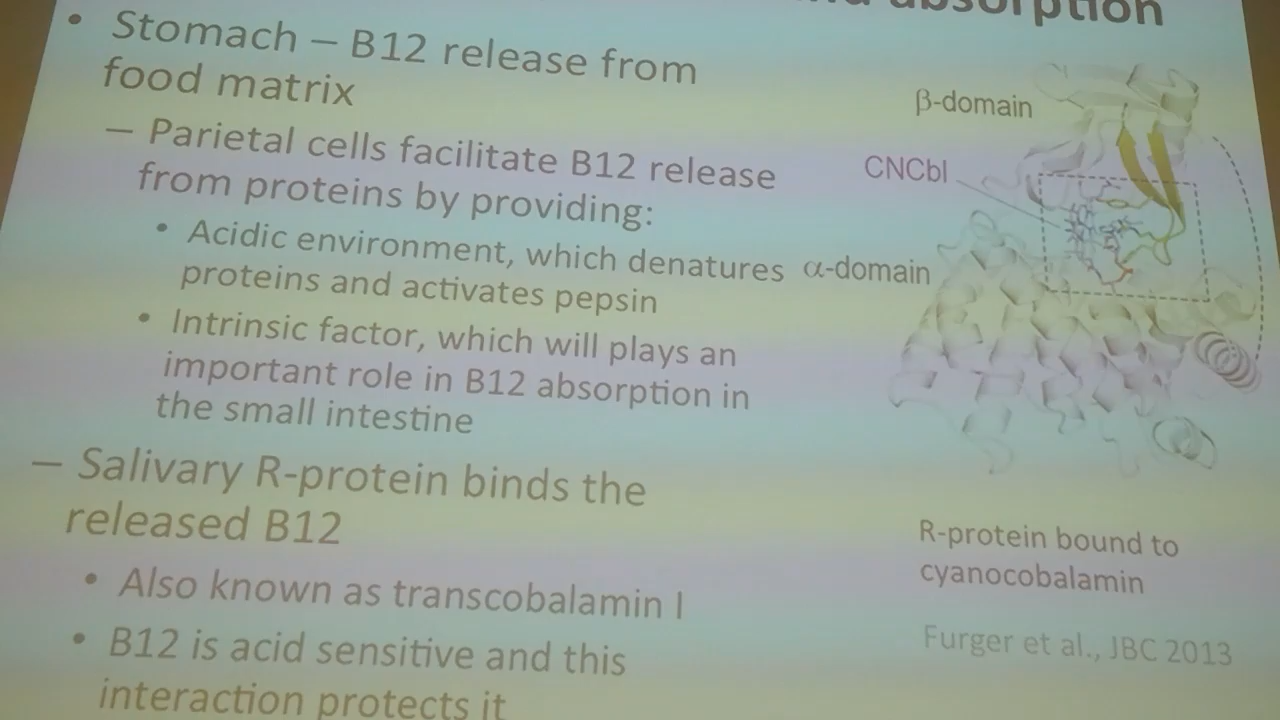 absorption
• Stomach – B12 release from
food matrix
– Parietal cells facilitate B12 release
from proteins by providing:
• Acidic environment, which denatures
proteins and activates pepsin
• Intrinsic factor, which will plays an
important role in B12 absorption in
the small intestine
– Salivary R-protein binds the
released B12
• Also known as transcobalamin I
• B12 is acid sensitive and this
interaction protects it
β-domain
CNCbl
α-domain
R-protein bound to
cyanocobalamin
Furger et al., JBC 2013